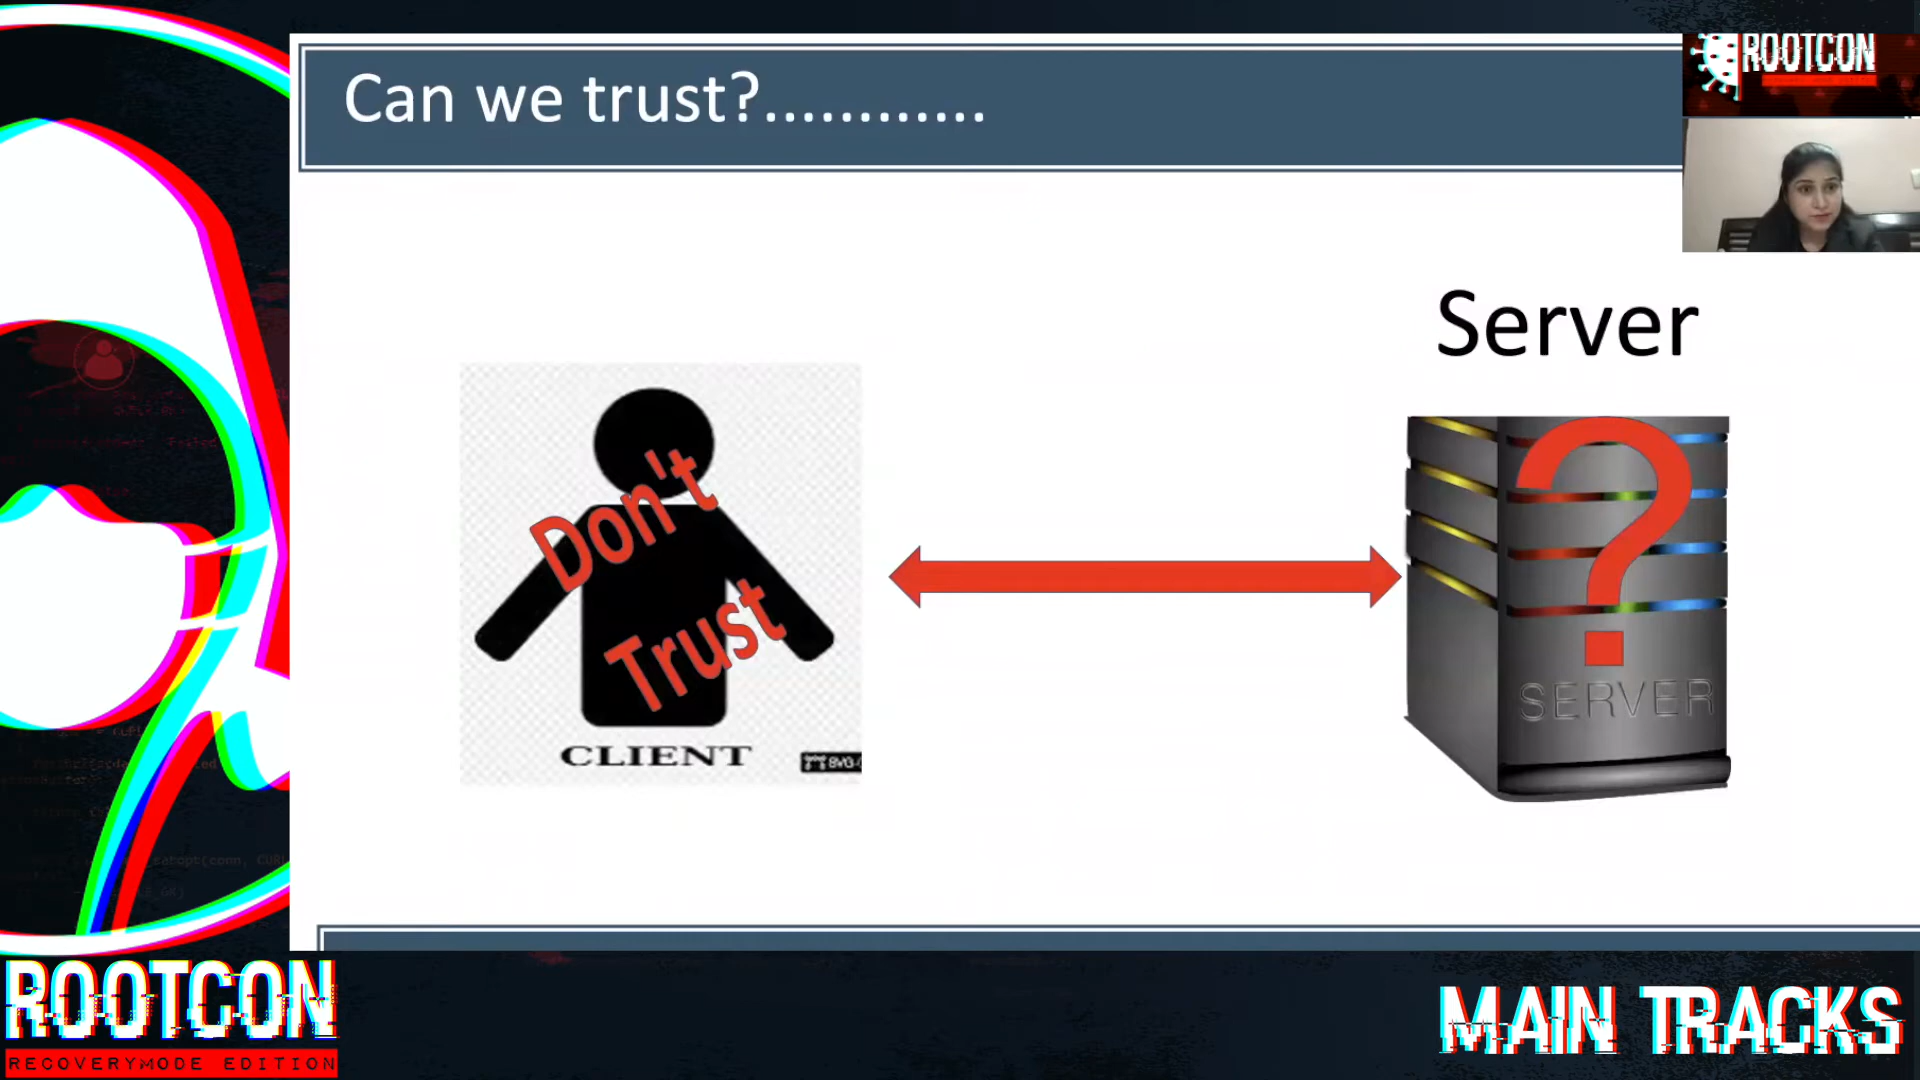 Can we trust?............
ROOTCON
Server
Don't
Trust
SERVER
CLIENT
ROOTCON
RECOVERYMODE EDITION
MAIN TRACKS